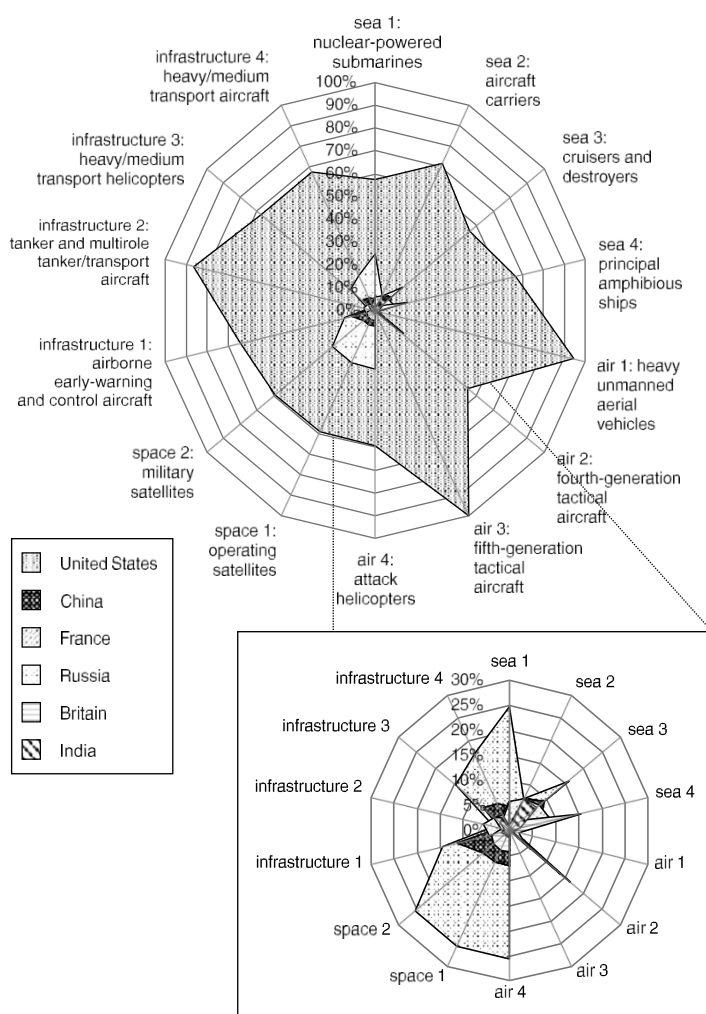 sea 1:
nuclear-powered
submarines
infrastructure 4:
heavy/medium
transport aircraft
sea 2:
aircraft
carriers
100%
90%
80%
70%
60%
50%
40%
30%
20%
10%
0%
infrastructure 3:
heavy/medium
transport helicopters
sea 3:
cruisers and
destroyers
infrastructure 2:
tanker and multirole
tanker/transport
aircraft
sea 4:
principal
amphibious
ships
infrastructure 1:
airborne
early-warning
and control aircraft
air 1: heavy
unmanned
aerial
vehicles
space 2:
military
satellites
air 2:
fourth-generation
tactical
aircraft
space 1:
operating
satellites
air 4:
attack
helicopters
air 3:
fifth-generation
tactical
aircraft
United States
China
France
Russia
Britain
India
sea 1
infrastructure 4
sea 2
30%
25%
20%
15%
10%
5%
0%
infrastructure 3
sea 3
infrastructure 2
sea 4
infrastructure 1
air 1
space 2
air 2
space 1
air 3
air 4